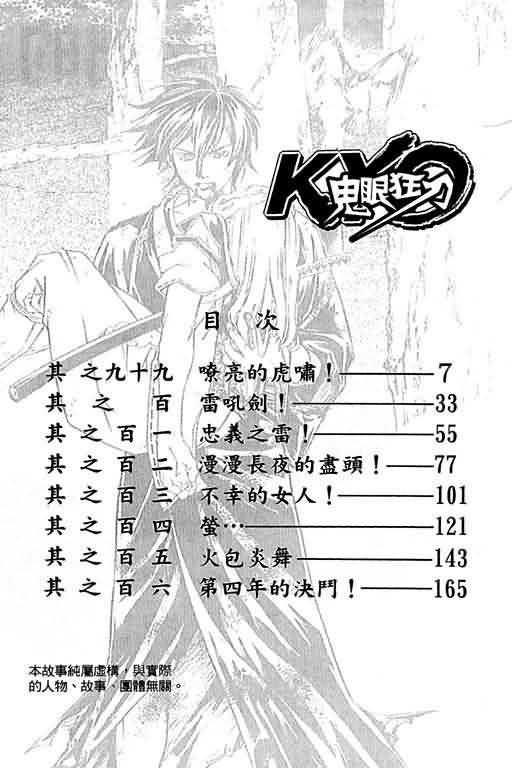 KYO
鬼眼狂刀
目 次
其之九十九 嘹亮的虎嘯！——7
其之百 雷吼劍！——33
其之百一 忠義之雷！——55
其之百二 漫漫長夜的盡頭！——77
其之百三 不幸的女人！——101
其之百四 螢…——121
其之百五 火包炎舞——143
其之百六 第四年的決鬥！——165
本故事純屬虛構，與實際
的人物、故事、團體無關。